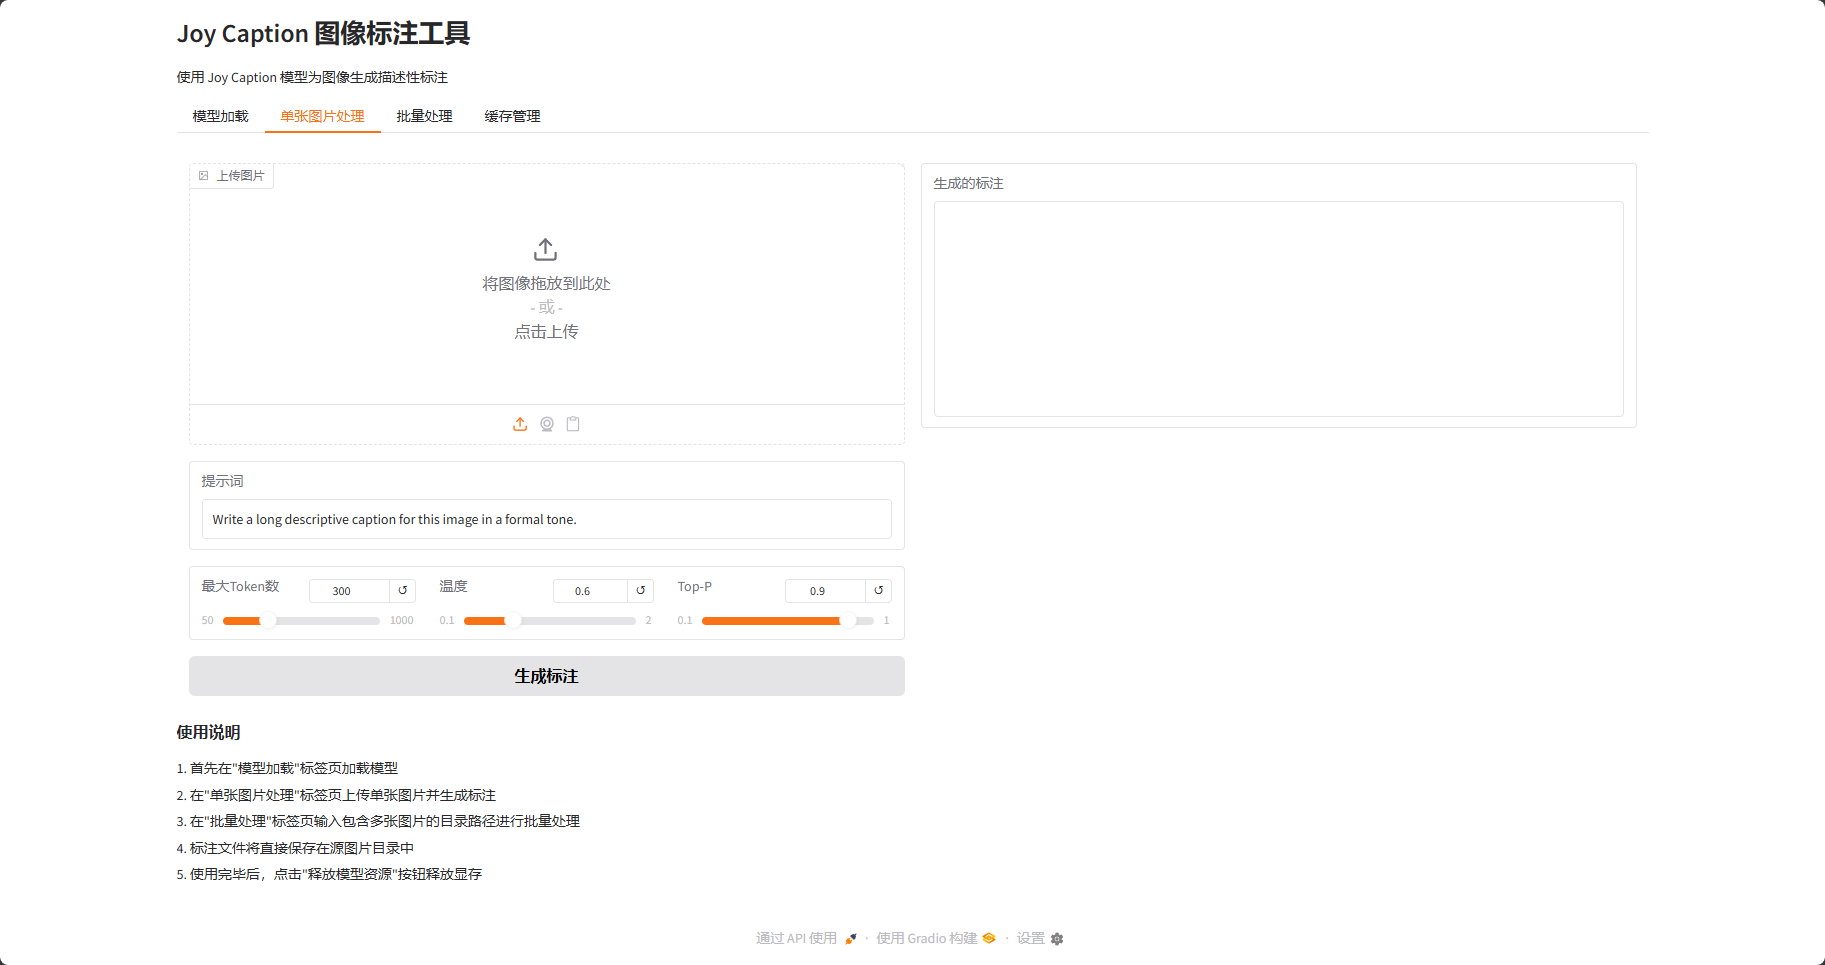 Joy Caption 图像标注工具
使用 Joy Caption 模型为图像生成描述性标注
模型加载 单张图片处理 批量处理 缓存管理
上传图片
将图像拖放到此处
- 或 -
点击上传
生成的标注
提示词
Write a long descriptive caption for this image in a formal tone.
最大Token数 300 ↺ 温度 0.6 ↺ Top-P 0.9 ↺
50 1000 0.1 2 0.1 1
生成标注
使用说明
1. 首先在"模型加载"标签页加载模型
2. 在"单张图片处理"标签页上传单张图片并生成标注
3. 在"批量处理"标签页输入包含多张图片的目录路径进行批量处理
4. 标注文件将直接保存在源图片目录中
5. 使用完毕后，点击"释放模型资源"按钮释放显存
通过 API 使用 · 使用 Gradio 构建 · 设置